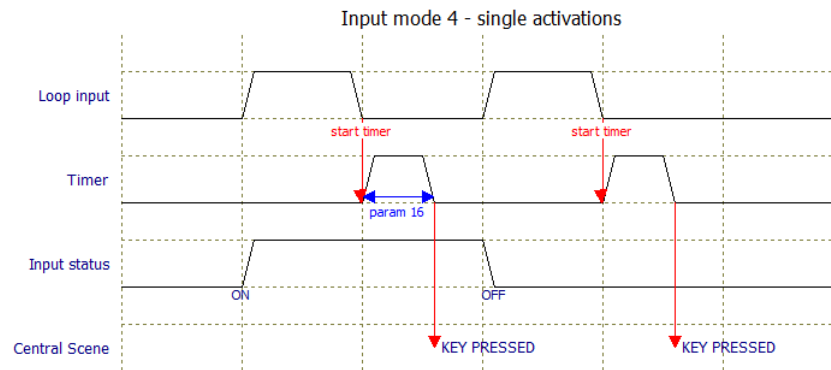 Input mode 4 - single activations
Loop input
start timer
start timer
Timer
param 16
Input status
ON
OFF
Central Scene
KEY PRESSED
KEY PRESSED